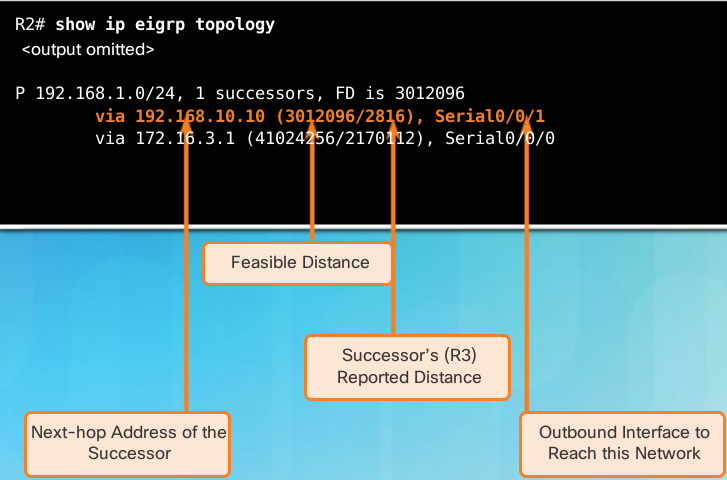 R2# show ip eigrp topology
<output omitted>
P 192.168.1.0/24, 1 successors, FD is 3012096
via 192.168.10.10 (3012096/2816), Serial0/0/1
via 172.16.3.1 (41024256/2170112), Serial0/0/0
Feasible Distance
Successor's (R3)
Reported Distance
Next-hop Address of the
Successor
Outbound Interface to
Reach this Network